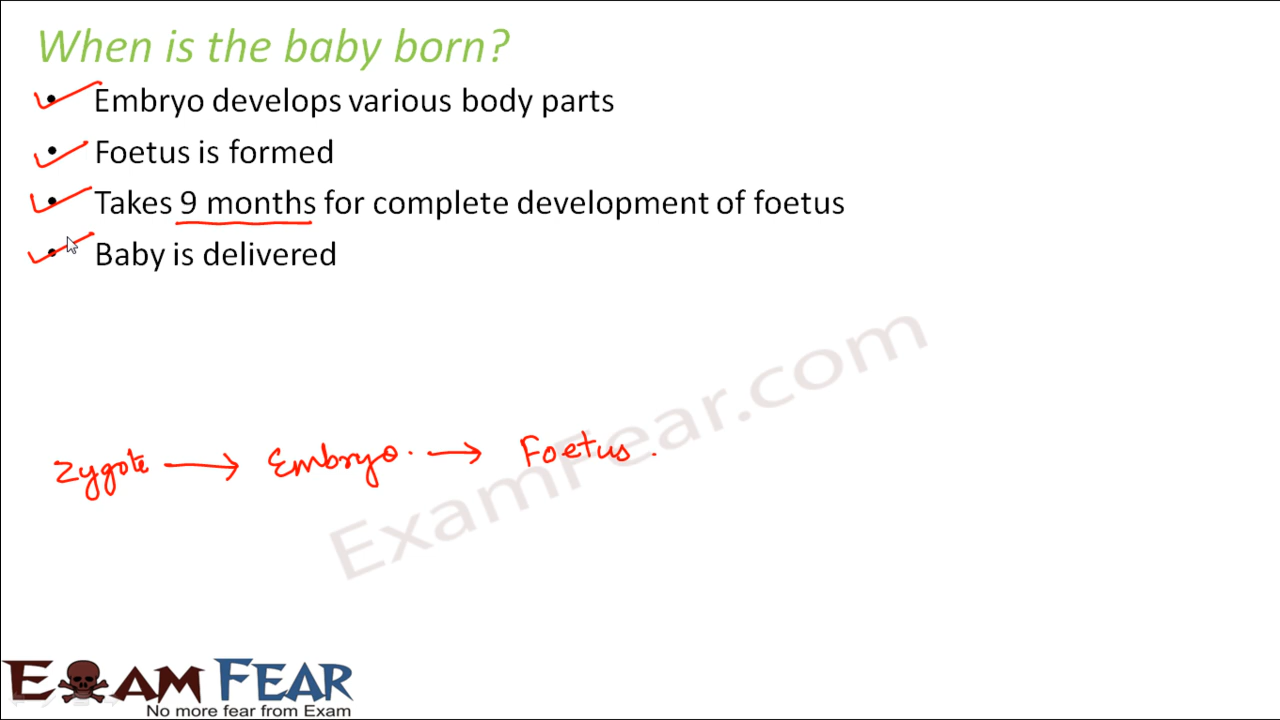 When is the baby born?
• Embryo develops various body parts
• Foetus is formed
• Takes 9 months for complete development of foetus
• Baby is delivered
ExamFear.com
Zygote → Embryo. → Foetus.
EXAM FEAR
No more fear from Exam